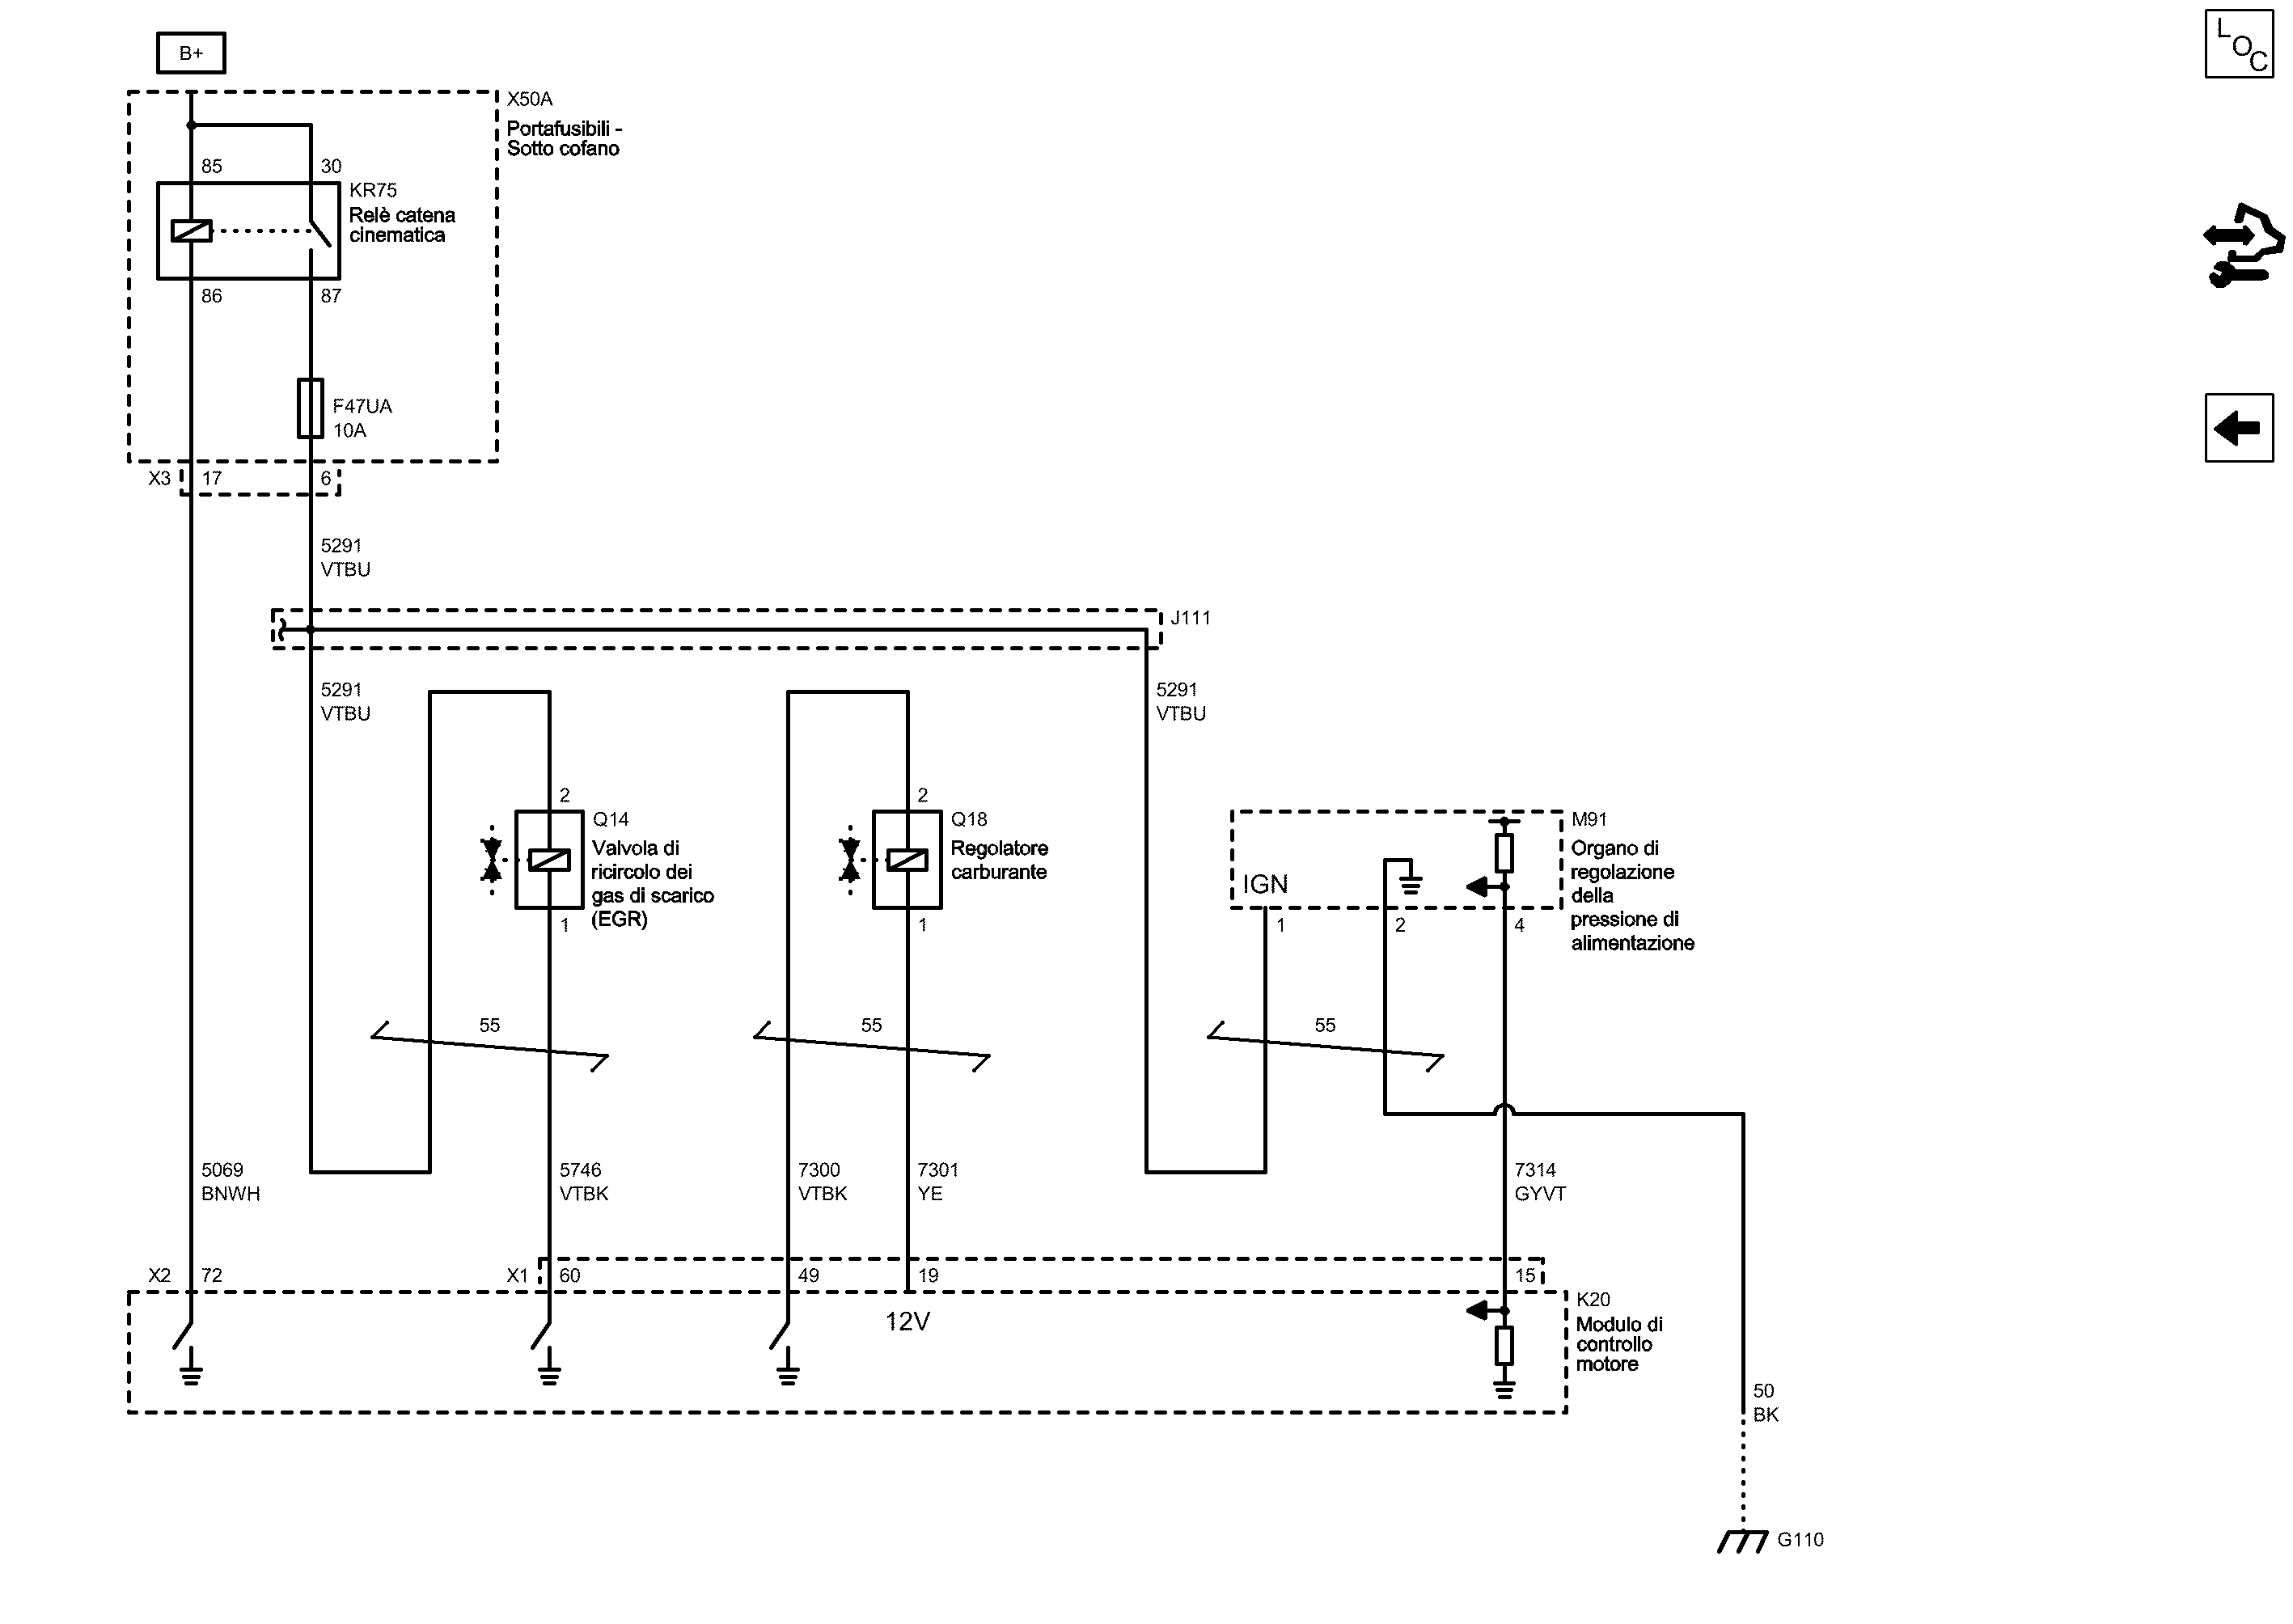 B+
LOC
X50A
Portafusibili -
Sotto cofano
85
30
KR75
Relè catena
cinematica
86
87
F47UA
10A
X3
17
6
5291
VTBU
J111
5291
VTBU
5291
VTBU
2
Q14
Valvola di
ricircolo dei
gas di scarico
(EGR)
1
2
Q18
Regolatore
carburante
1
M91
Organo di
regolazione
della
pressione di
alimentazione
IGN
1
2
4
55
55
55
5069
BNWH
5746
VTBK
7300
VTBK
7301
YE
7314
GYVT
X2
72
X1
60
49
19
15
12V
K20
Modulo di
controllo
motore
50
BK
G110